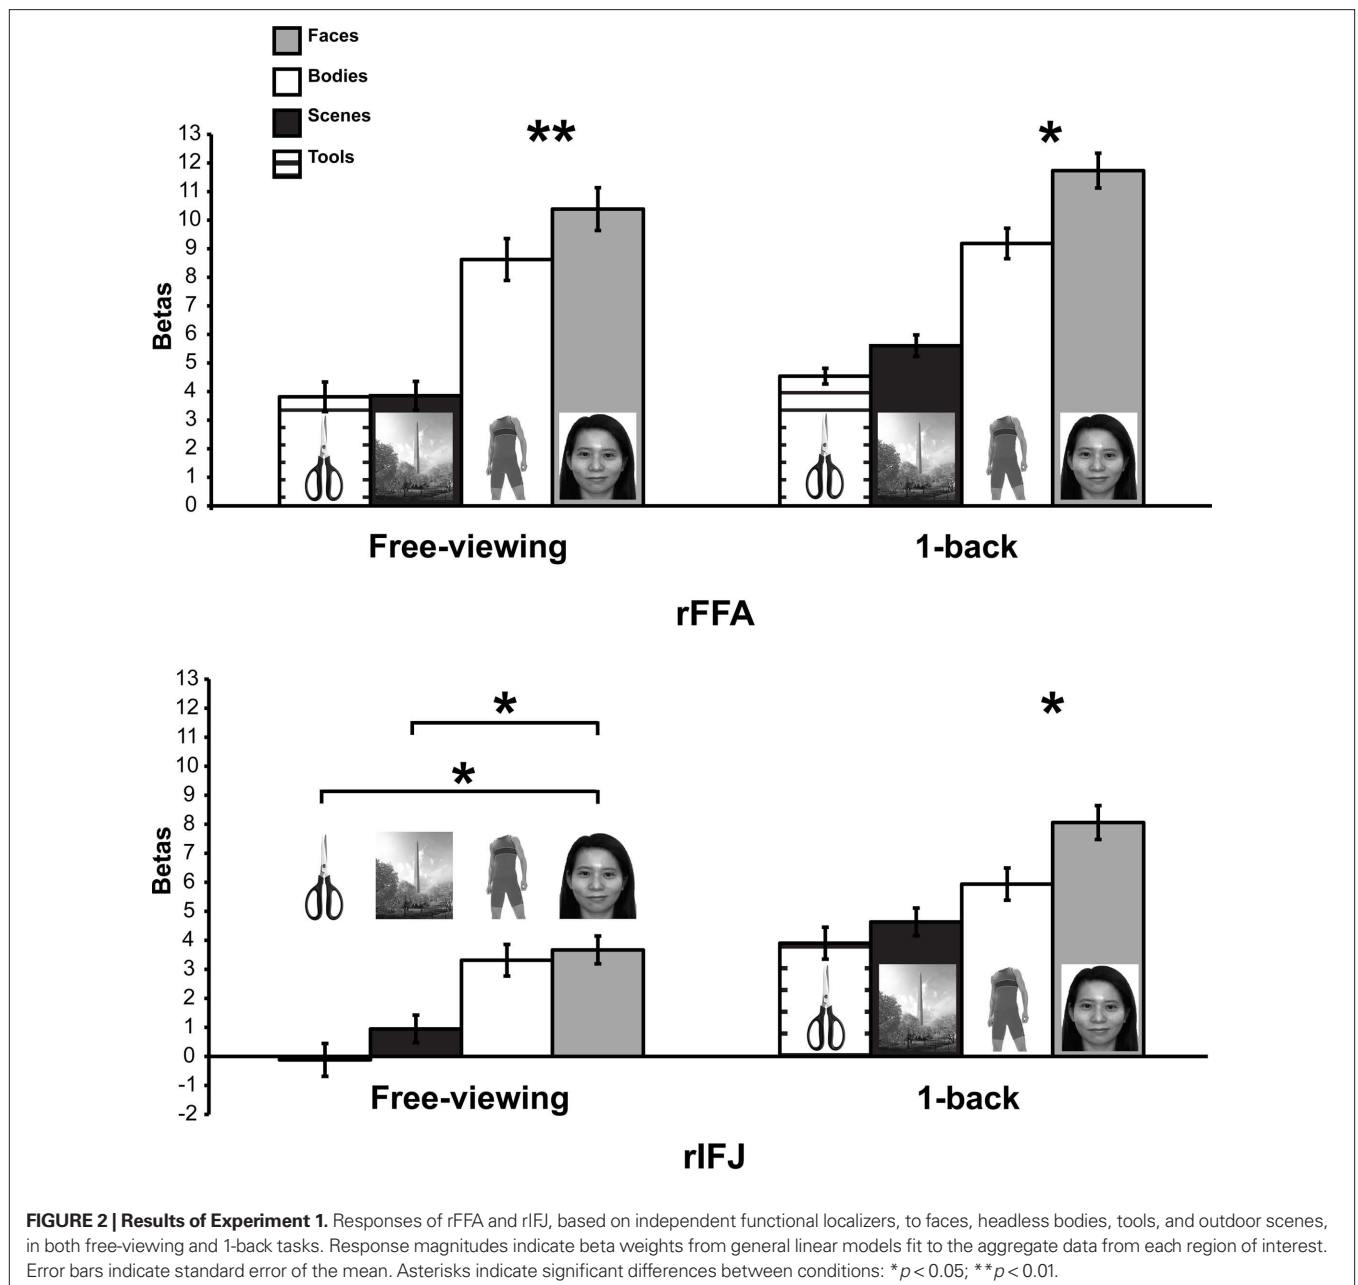 Faces
Bodies
Scenes
Tools
**
*
13
12
11
10
9
8
7
6
5
4
3
2
1
0
Betas
Free-viewing
1-back
rFFA
13
12
11
10
9
8
7
6
5
4
3
2
1
0
-1
-2
Betas
*
*
*
Free-viewing
1-back
rIFJ
FIGURE 2 | Results of Experiment 1. Responses of rFFA and rIFJ, based on independent functional localizers, to faces, headless bodies, tools, and outdoor scenes,
in both free-viewing and 1-back tasks. Response magnitudes indicate beta weights from general linear models fit to the aggregate data from each region of interest.
Error bars indicate standard error of the mean. Asterisks indicate significant differences between conditions: *p < 0.05; **p < 0.01.